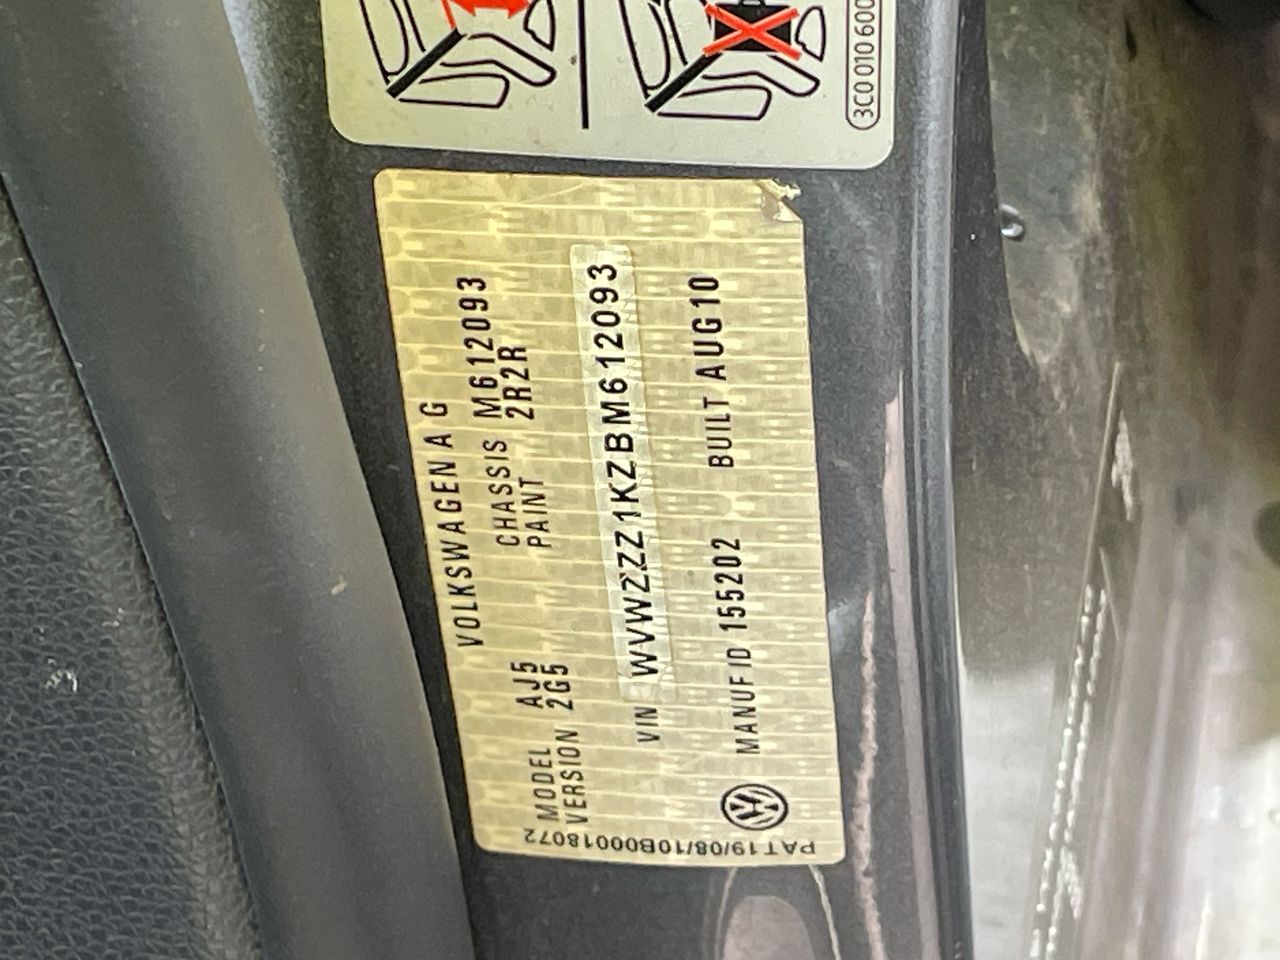 3C0 010 600
VOLKSWAGEN AG
MODEL AJ5 CHASSIS M612093
VERSION 2G5 PAINT 2R2R
VIN WVWZZZ1KZBM612093
MANUF ID 155202 BUILT AUG10
PAT19/08/10B00018072